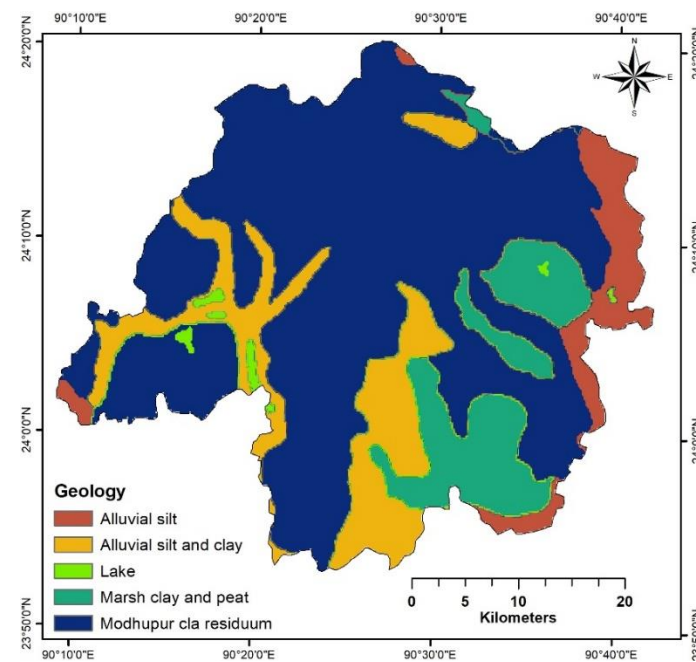 90°10'0"E 90°20'0"E 90°30'0"E 90°40'0"E
24°20'0"N
N
W E
S
24°10'0"N
24°0'0"N
Geology
Alluvial silt
Alluvial silt and clay
Lake
Marsh clay and peat
Modhupur cla residuum
0 5 10 20
Kilometers
23°50'0"N
90°10'0"E 90°20'0"E 90°30'0"E 90°40'0"E